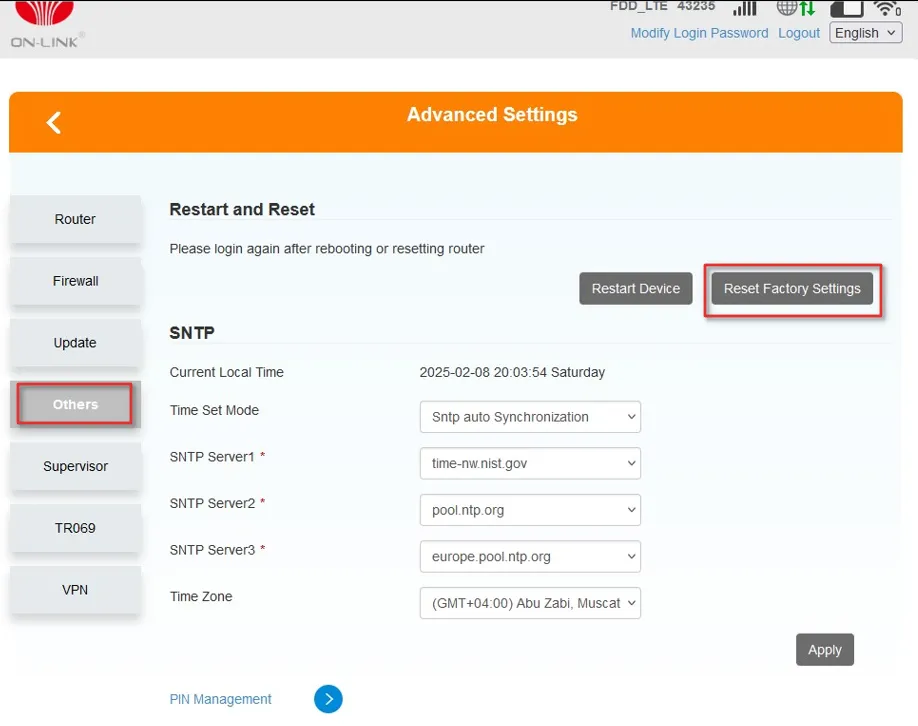 FDD_LTE 43235
ON-LINK
Modify Login Password Logout English
Advanced Settings
Router
Firewall
Update
Others
Supervisor
TR069
VPN
Restart and Reset
Please login again after rebooting or resetting router
Restart Device Reset Factory Settings
SNTP
Current Local Time 2025-02-08 20:03:54 Saturday
Time Set Mode Sntp auto Synchronization
SNTP Server1 * time-nw.nist.gov
SNTP Server2 * pool.ntp.org
SNTP Server3 * europe.pool.ntp.org
Time Zone (GMT+04:00) Abu Zabi, Muscat
Apply
PIN Management